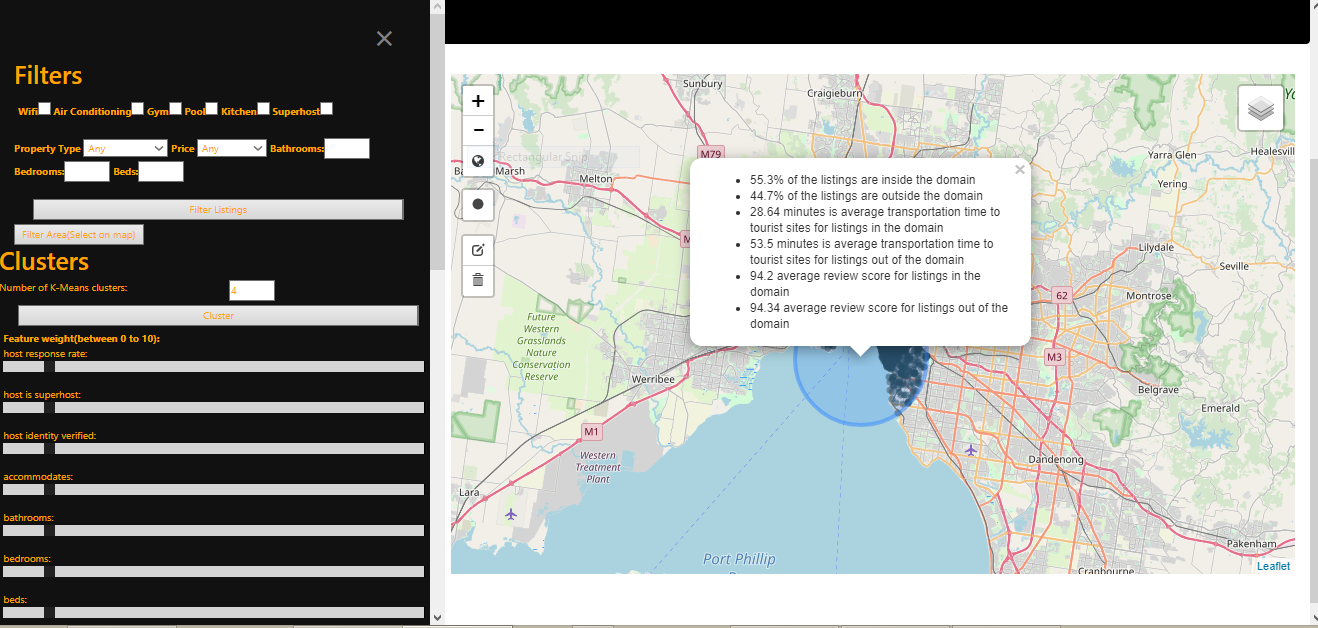 Filters
Wifi Air Conditioning Gym Pool Kitchen Superhost
Property Type Any Price Any Bathrooms:
Bedrooms: Beds:
Filter Listings
Filter Area(Select on map)
Clusters
Number of K-Means clusters: 4
Cluster
Feature weight(between 0 to 10):
host response rate:
host is superhost:
host identity verified:
accommodates:
bathrooms:
bedrooms:
beds:
+
−
Sunbury
Craigieburn
M79
Marsh
Melton
Yarra Glen
Healesvill
Yering
55.3% of the listings are inside the domain
44.7% of the listings are outside the domain
28.64 minutes is average transportation time to
tourist sites for listings in the domain
53.5 minutes is average transportation time to
tourist sites for listings out of the domain
94.2 average review score for listings in the
domain
94.34 average review score for listings out of the
domain
×
Lilydale
Seville
62
Montrose
Future
Western
Grasslands
Nature
Conservation
Reserve
M3
Werribee
Belgrave
Emerald
M1
Western
Treatment
Plant
Dandenong
Lara
Pakenham
Port Phillip
Cranbourne
Leaflet